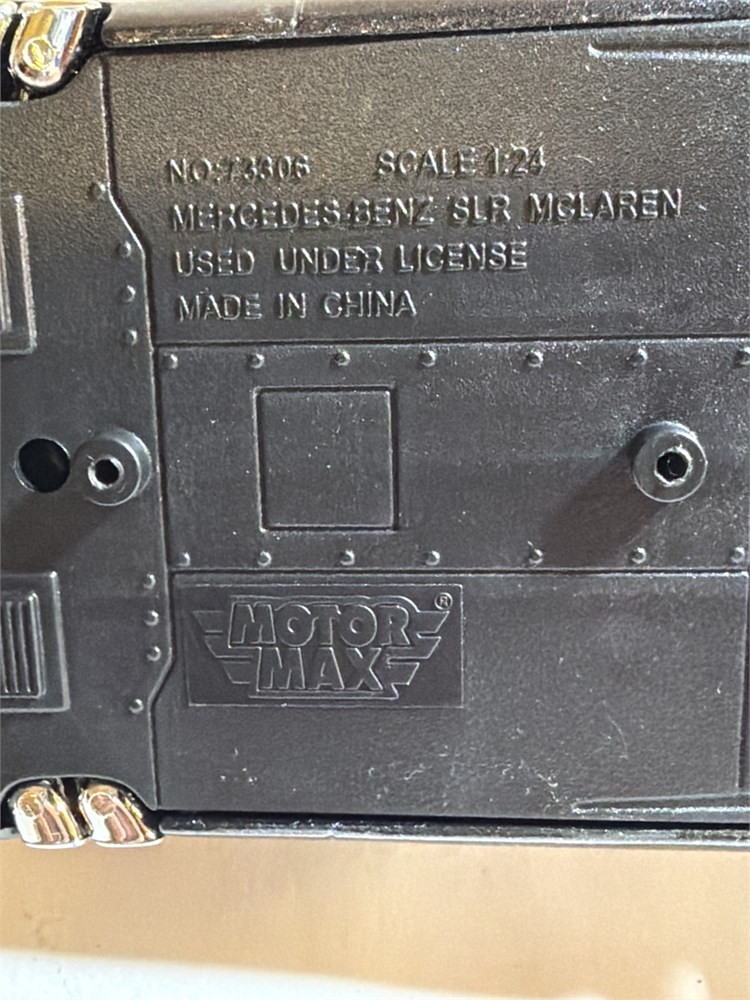 NO:73306 SCALE 1:24
MERCEDES-BENZ SLR MCLAREN
USED UNDER LICENSE
MADE IN CHINA
MOTOR
MAX
®